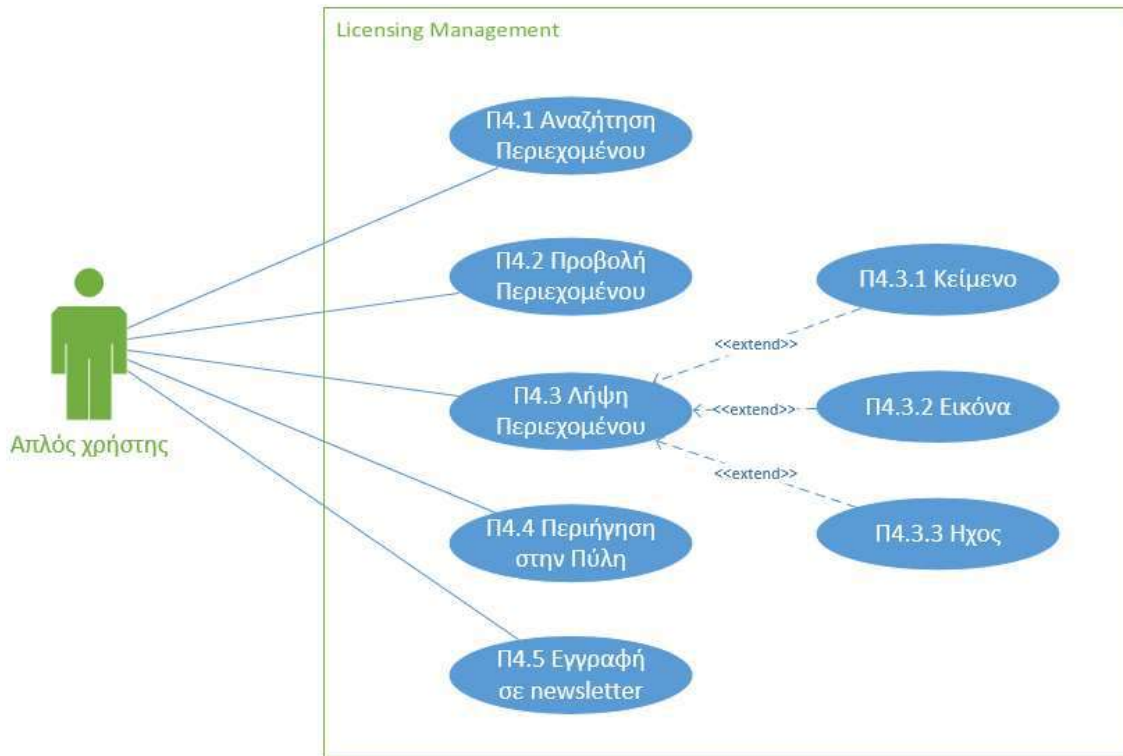 Licensing Management
Π4.1 Αναζήτηση
Περιεχομένου
Π4.2 Προβολή
Περιεχομένου
Π4.3.1 Κείμενο
<<extend>>
Π4.3 Λήψη
Περιεχομένου
<<extend>>
Π4.3.2 Εικόνα
Απλός χρήστης
<<extend>>
Π4.4 Περιήγηση
στην Πύλη
Π4.3.3 Ηχος
Π4.5 Εγγραφή
σε newsletter